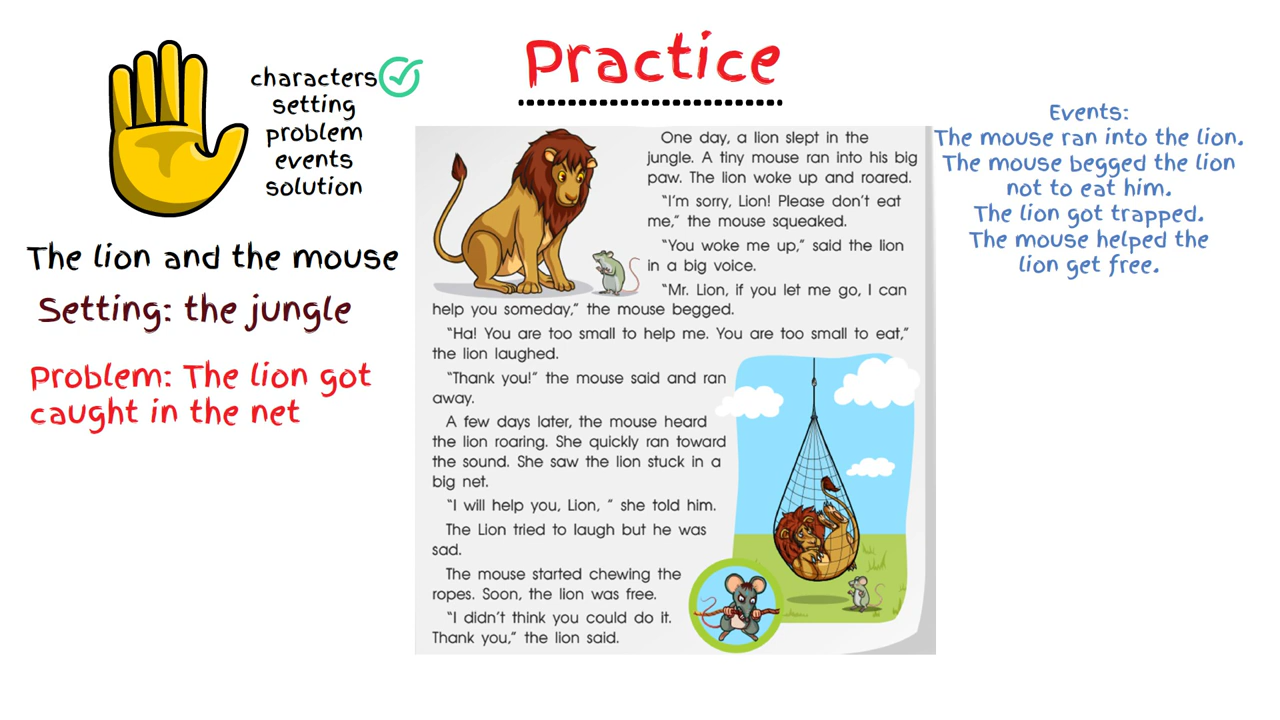 Practice
characters
setting
problem
events
solution
The lion and the mouse
Setting: the jungle
Problem: The lion got
caught in the net
One day, a lion slept in the
jungle. A tiny mouse ran into his big
paw. The lion woke up and roared.
“I’m sorry, Lion! Please don’t eat
me,” the mouse squeaked.
“You woke me up,” said the lion
in a big voice.
“Mr. Lion, if you let me go, I can
help you someday,” the mouse begged.
“Ha! You are too small to help me. You are too small to eat,”
the lion laughed.
“Thank you!” the mouse said and ran
away.
A few days later, the mouse heard
the lion roaring. She quickly ran toward
the sound. She saw the lion stuck in a
big net.
“I will help you, Lion, ” she told him.
The Lion tried to laugh but he was
sad.
The mouse started chewing the
ropes. Soon, the lion was free.
“I didn’t think you could do it.
Thank you,” the lion said.
Events:
The mouse ran into the lion.
The mouse begged the lion
not to eat him.
The lion got trapped.
The mouse helped the
lion get free.